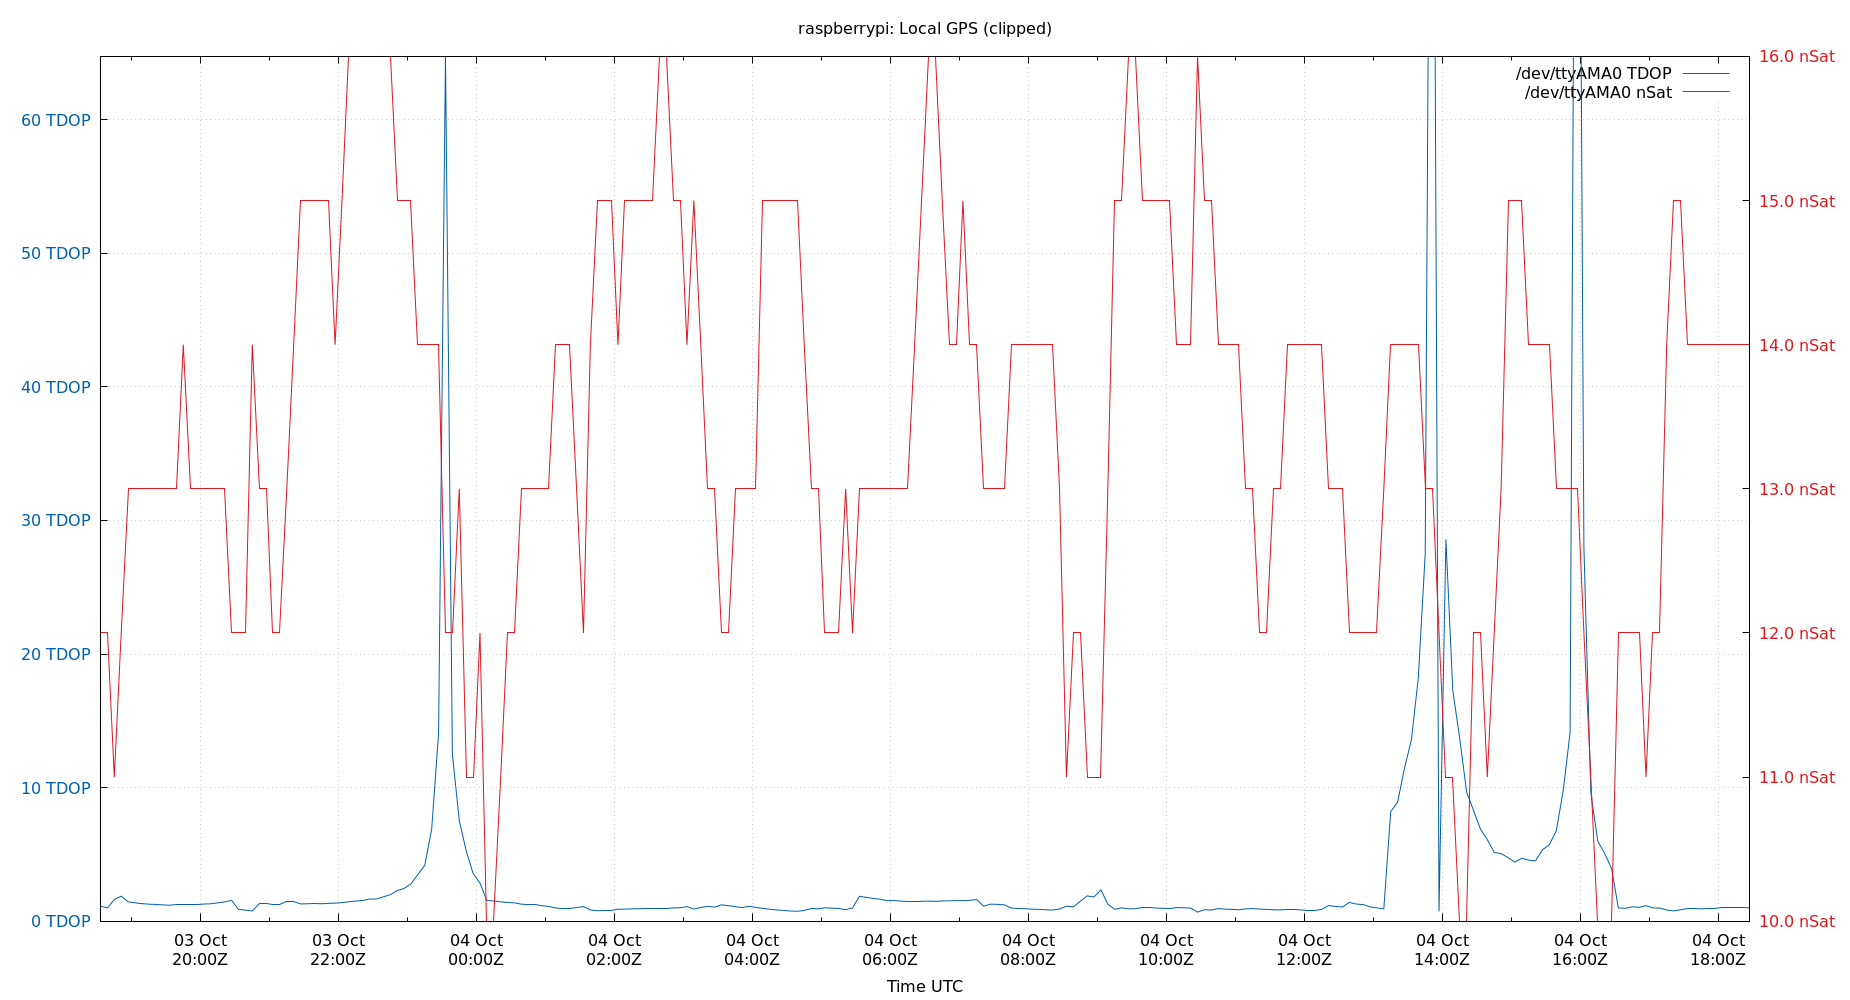 raspberrypi: Local GPS (clipped)
/dev/ttyAMA0 TDOP
/dev/ttyAMA0 nSat
60 TDOP
50 TDOP
40 TDOP
30 TDOP
20 TDOP
10 TDOP
0 TDOP
16.0 nSat
15.0 nSat
14.0 nSat
13.0 nSat
12.0 nSat
11.0 nSat
10.0 nSat
03 Oct
20:00Z
03 Oct
22:00Z
04 Oct
00:00Z
04 Oct
02:00Z
04 Oct
04:00Z
04 Oct
06:00Z
04 Oct
08:00Z
04 Oct
10:00Z
04 Oct
12:00Z
04 Oct
14:00Z
04 Oct
16:00Z
04 Oct
18:00Z
Time UTC